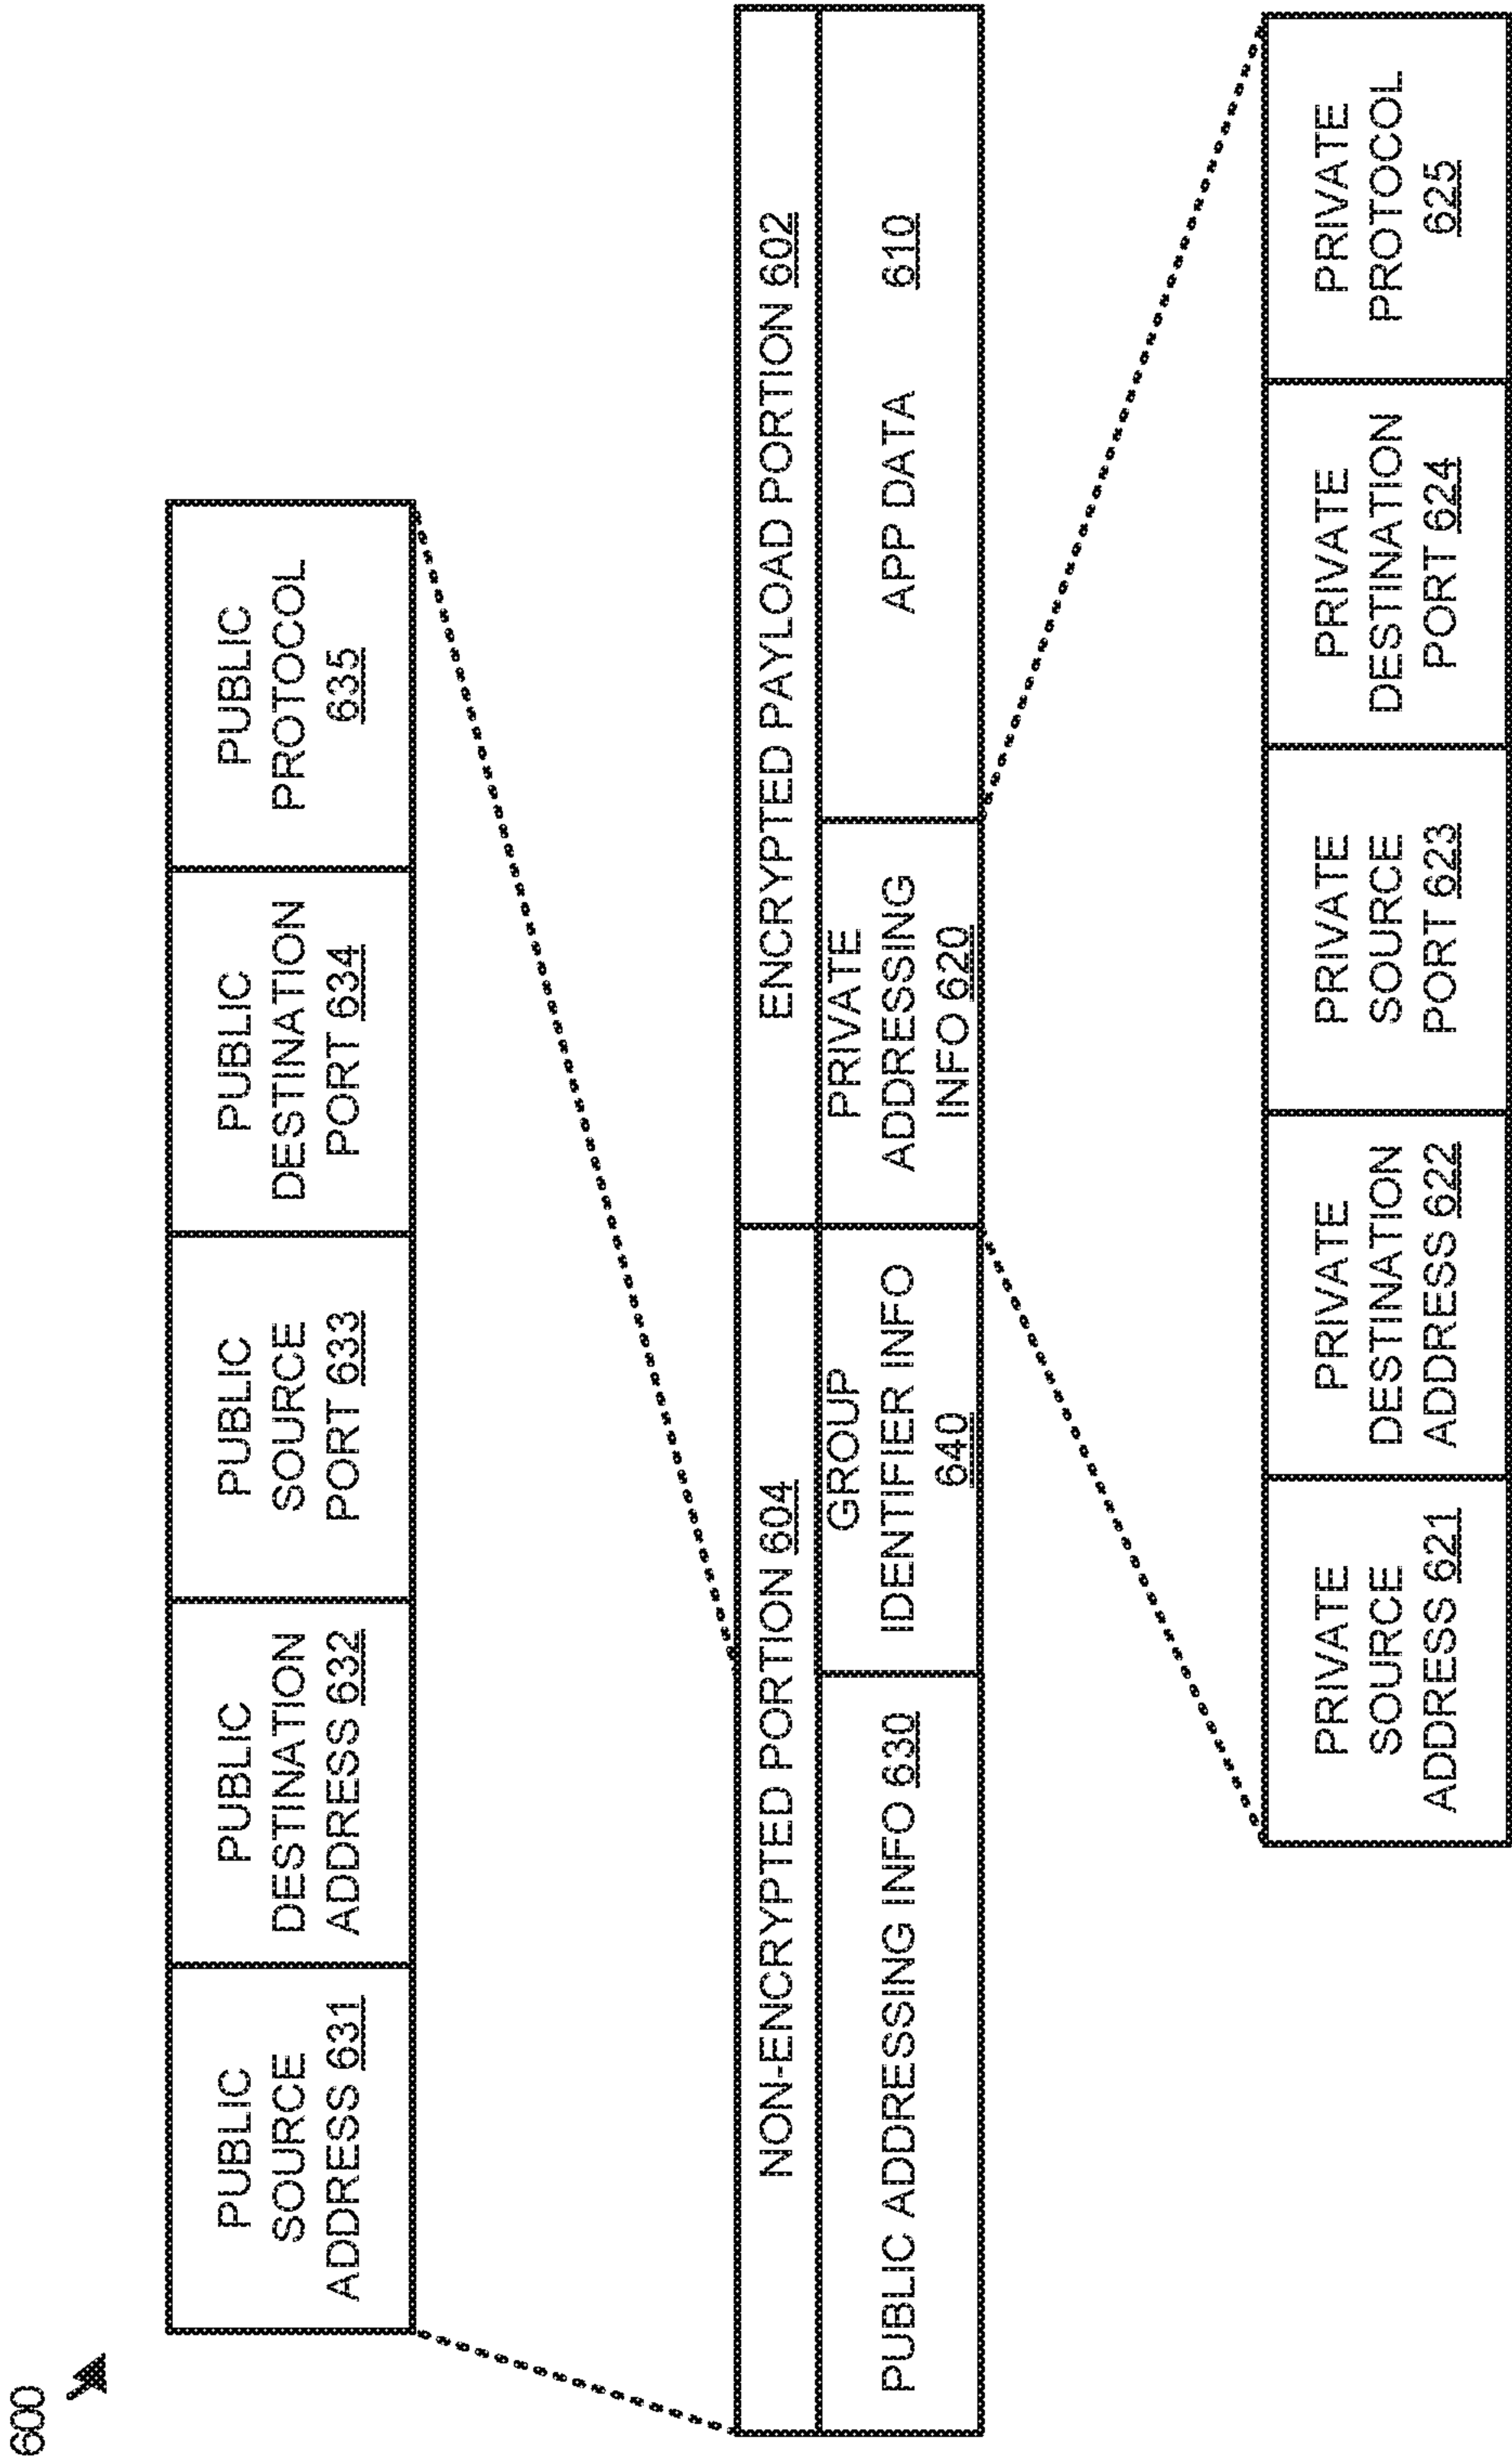 600
PUBLIC
SOURCE
ADDRESS 631
PUBLIC
DESTINATION
ADDRESS 632
PUBLIC
SOURCE
PORT 633
PUBLIC
DESTINATION
PORT 634
PUBLIC
PROTOCOL
635
NON-ENCRYPTED PORTION 604
ENCRYPTED PAYLOAD PORTION 602
PUBLIC ADDRESSING INFO 630
GROUP
IDENTIFIER INFO
640
PRIVATE
ADDRESSING
INFO 620
APP DATA 610
PRIVATE
SOURCE
ADDRESS 621
PRIVATE
DESTINATION
ADDRESS 622
PRIVATE
SOURCE
PORT 623
PRIVATE
DESTINATION
PORT 624
PRIVATE
PROTOCOL
625